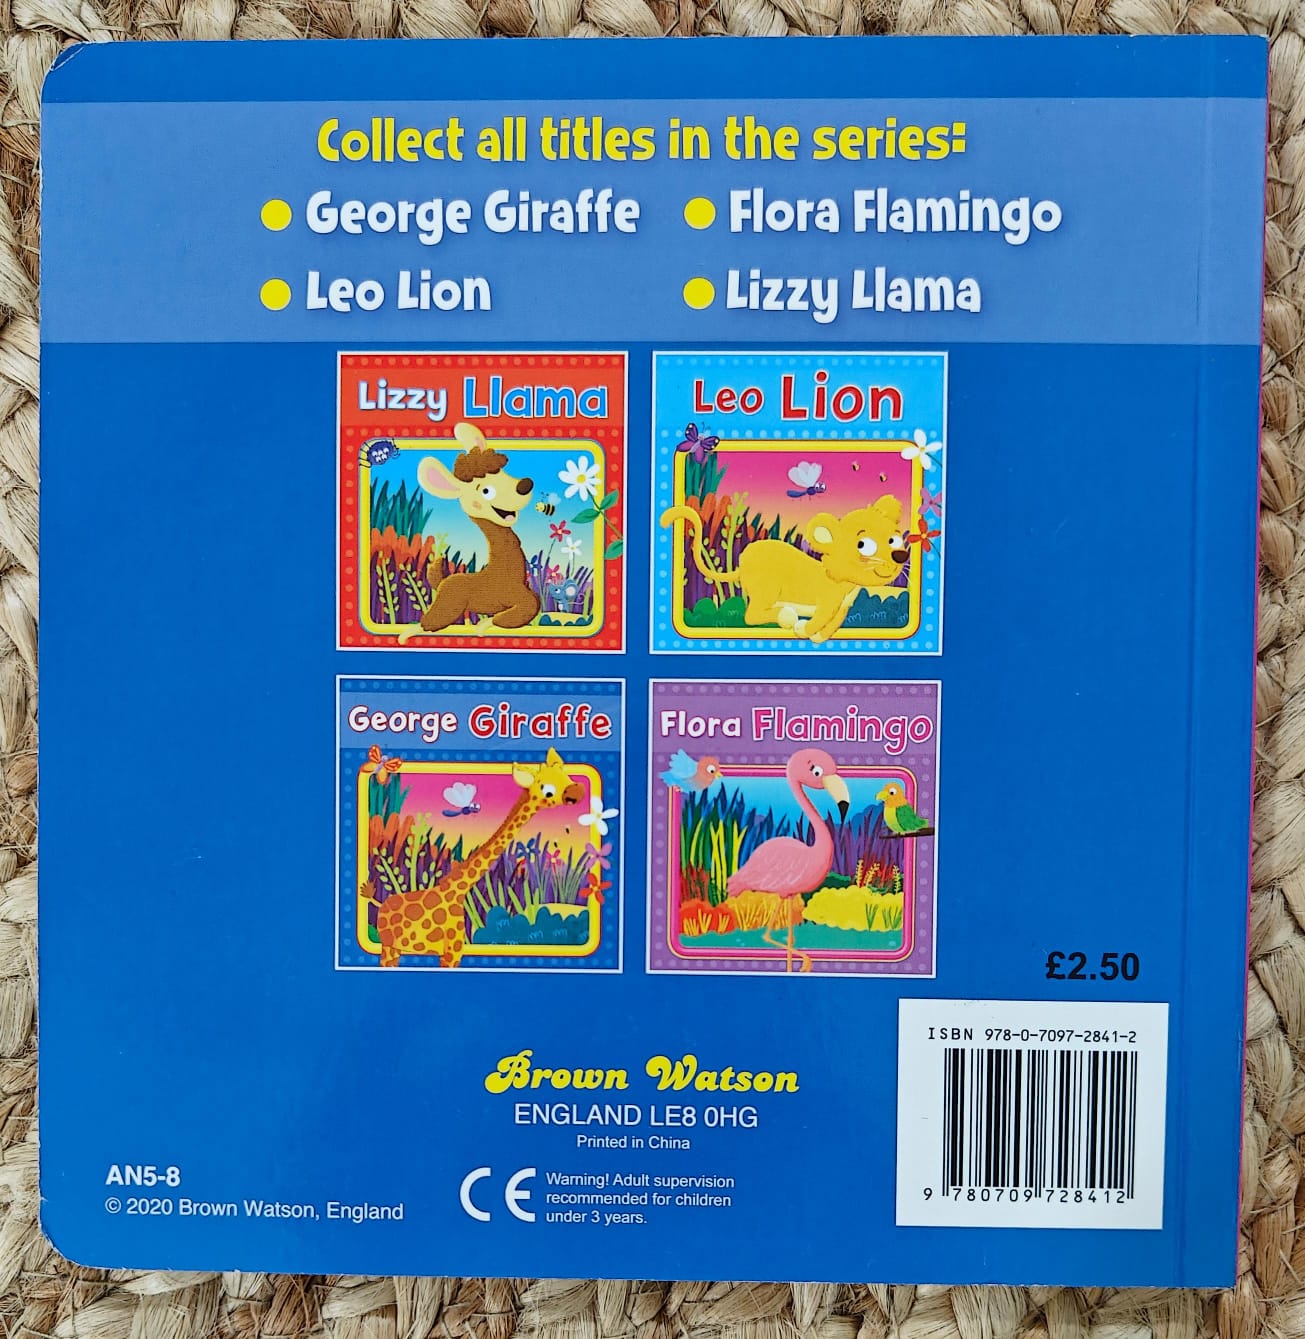 Collect all titles in the series:
George Giraffe
Flora Flamingo
Leo Lion
Lizzy Llama
Lizzy Llama
Leo Lion
George Giraffe
Flora Flamingo
£2.50
ISBN 978-0-7097-2841-2
9 780709 728412
Brown Watson
ENGLAND LE8 0HG
Printed in China
CE
Warning! Adult supervision
recommended for children
under 3 years.
AN5-8
© 2020 Brown Watson, England